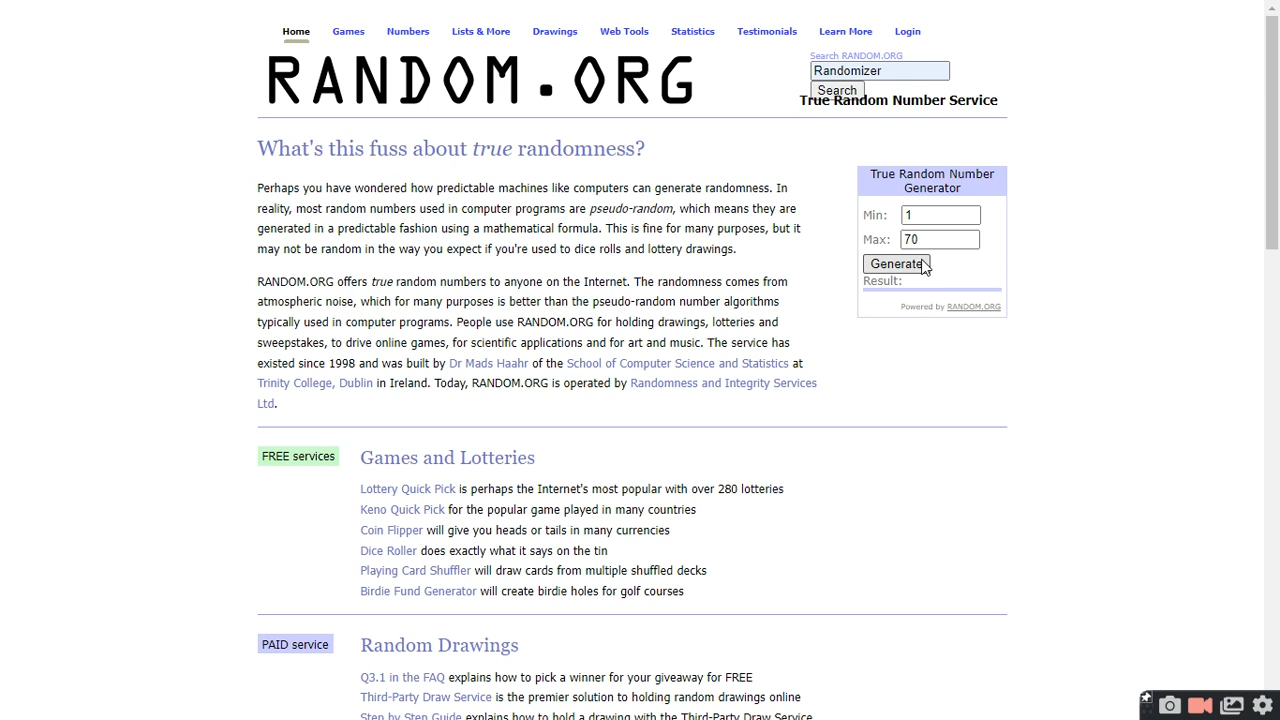 Home Games Numbers Lists & More Drawings Web Tools Statistics Testimonials Learn More Login
RANDOM.ORG
Search RANDOM.ORG
Randomizer
Search
True Random Number Service
What's this fuss about true randomness?
Perhaps you have wondered how predictable machines like computers can generate randomness. In
reality, most random numbers used in computer programs are pseudo-random, which means they are
generated in a predictable fashion using a mathematical formula. This is fine for many purposes, but it
may not be random in the way you expect if you're used to dice rolls and lottery drawings.
RANDOM.ORG offers true random numbers to anyone on the Internet. The randomness comes from
atmospheric noise, which for many purposes is better than the pseudo-random number algorithms
typically used in computer programs. People use RANDOM.ORG for holding drawings, lotteries and
sweepstakes, to drive online games, for scientific applications and for art and music. The service has
existed since 1998 and was built by Dr Mads Haahr of the School of Computer Science and Statistics at
Trinity College, Dublin in Ireland. Today, RANDOM.ORG is operated by Randomness and Integrity Services
Ltd.
True Random Number
Generator
Min: 1
Max: 70
Generate
Result:
Powered by RANDOM.ORG
FREE services
Games and Lotteries
Lottery Quick Pick is perhaps the Internet's most popular with over 280 lotteries
Keno Quick Pick for the popular game played in many countries
Coin Flipper will give you heads or tails in many currencies
Dice Roller does exactly what it says on the tin
Playing Card Shuffler will draw cards from multiple shuffled decks
Birdie Fund Generator will create birdie holes for golf courses
PAID service
Random Drawings
Q3.1 in the FAQ explains how to pick a winner for your giveaway for FREE
Third-Party Draw Service is the premier solution to holding random drawings online
Step by Step Guide explains how to hold a drawing with the Third-Party Draw Service